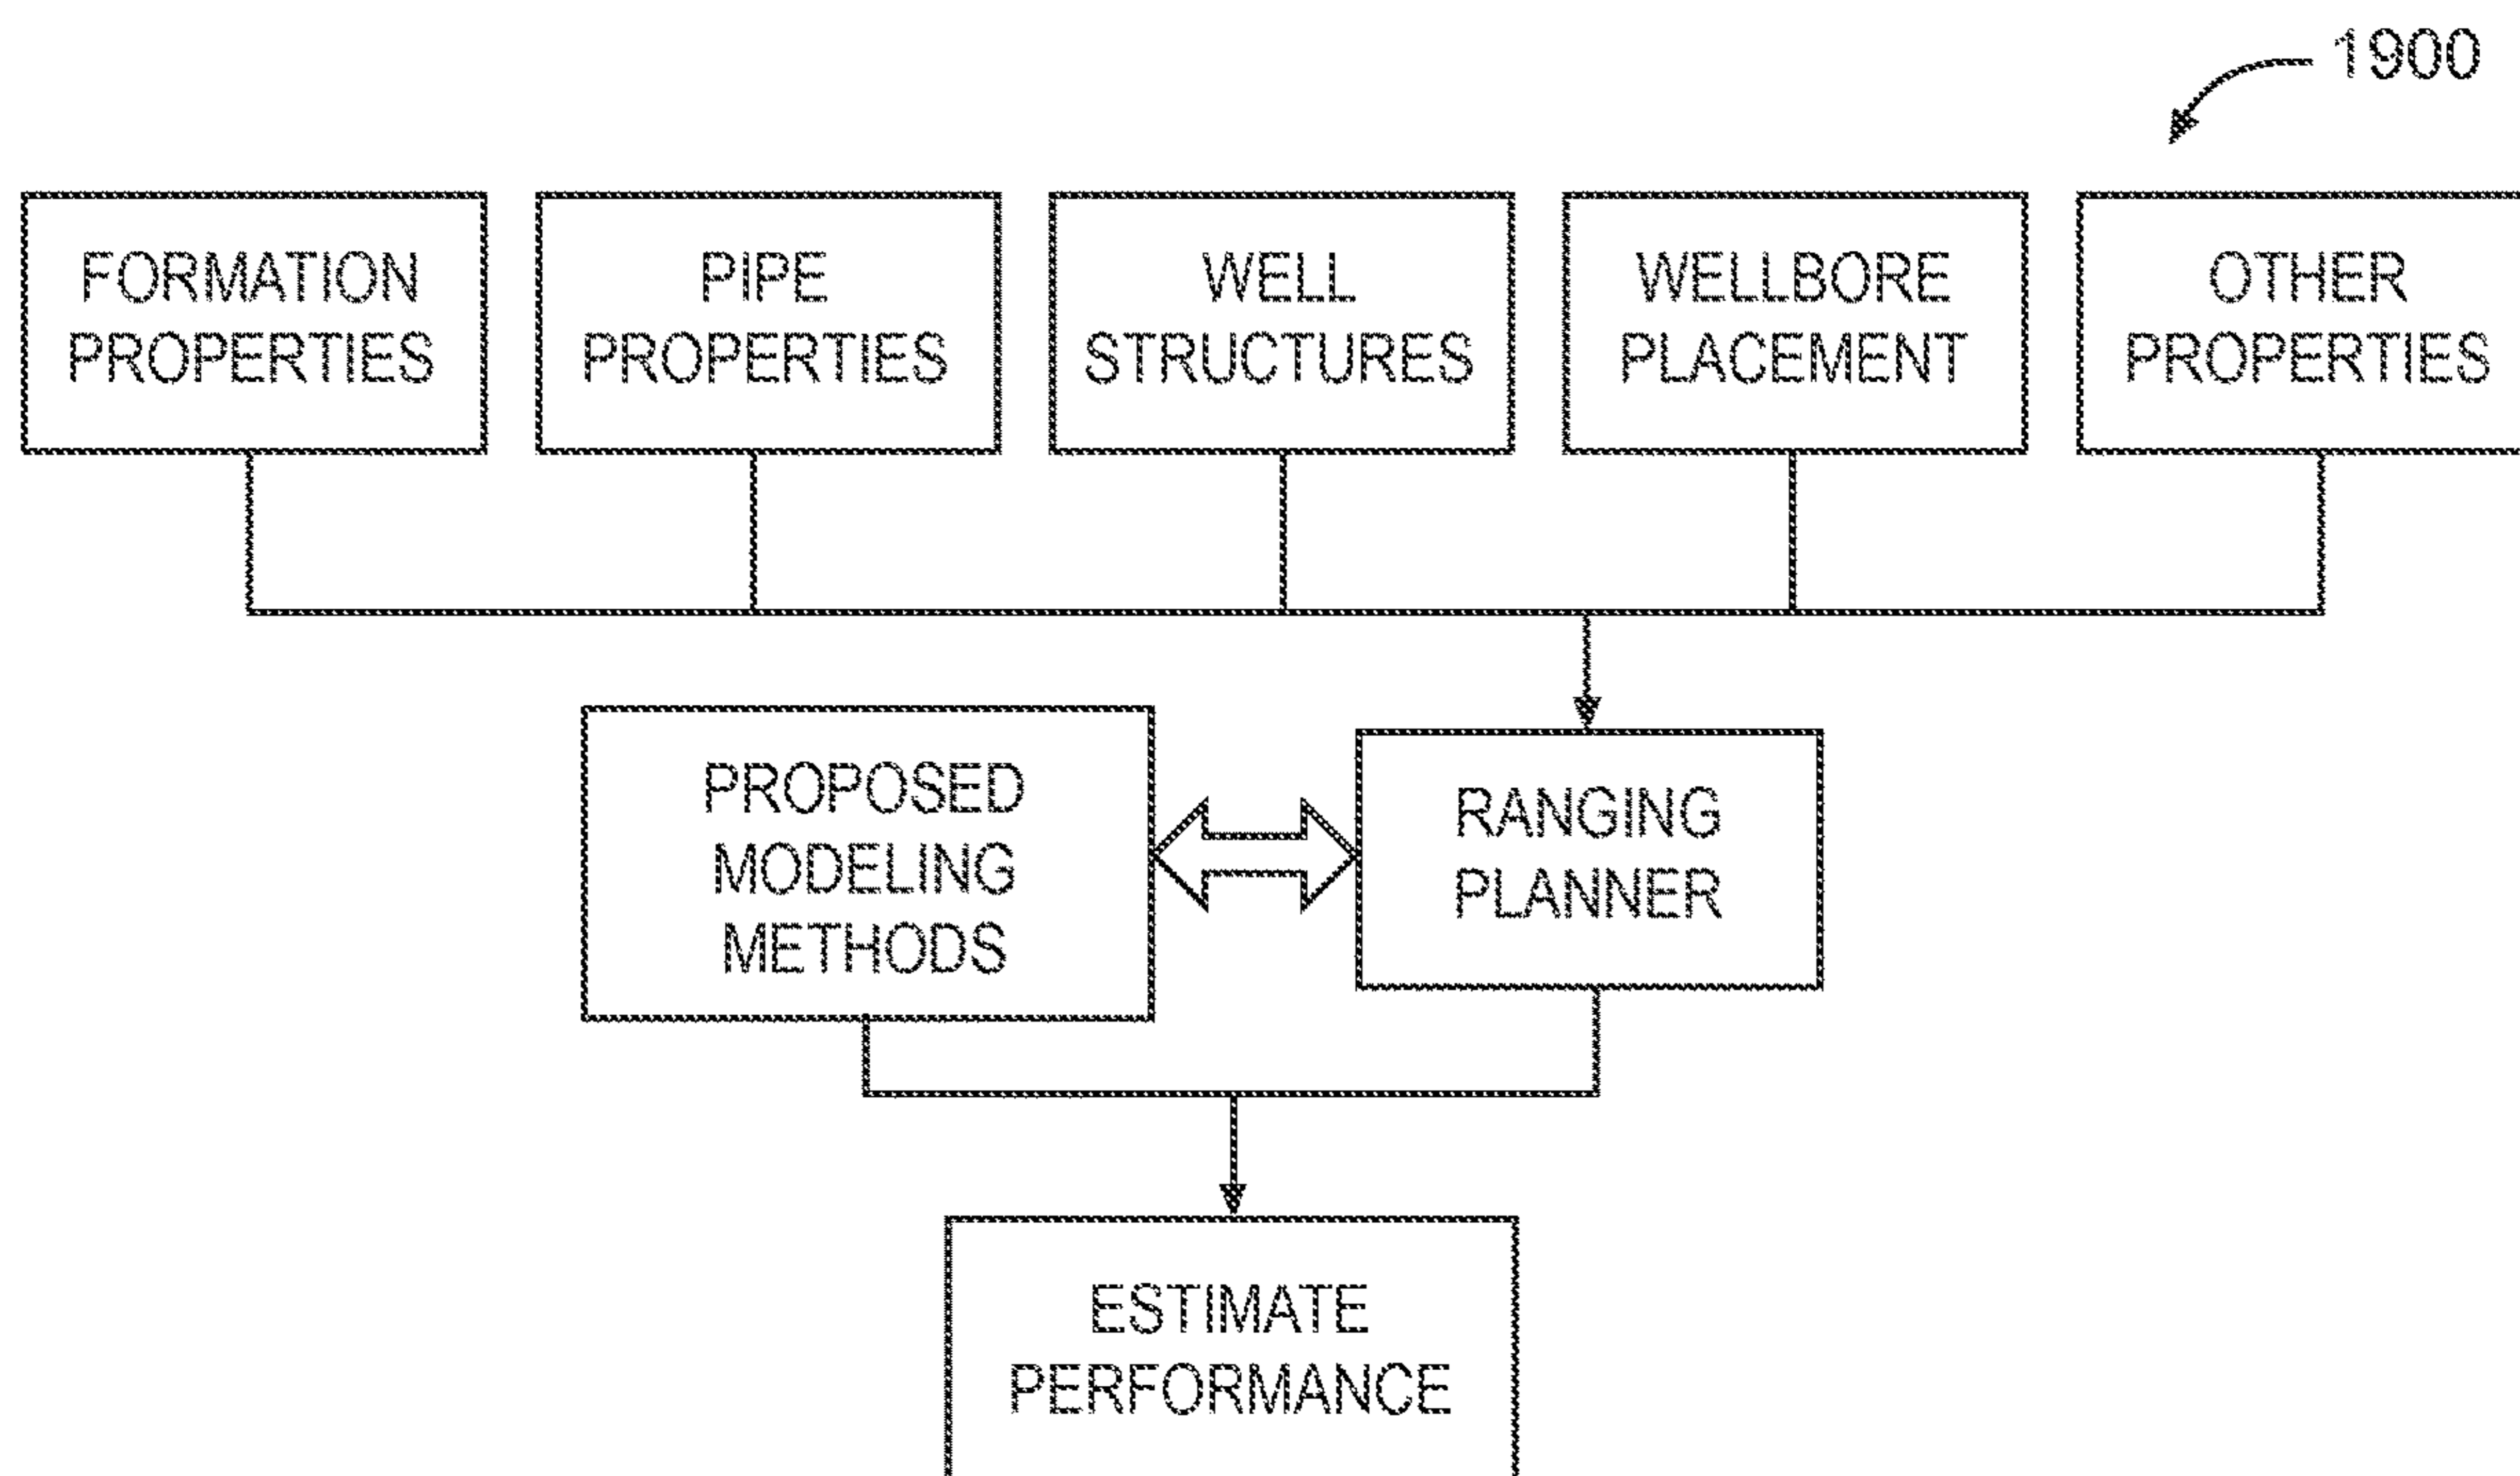 1900
FORMATION
PROPERTIES
PIPE
PROPERTIES
WELL
STRUCTURES
WELLBORE
PLACEMENT
OTHER
PROPERTIES
PROPOSED
MODELING
METHODS
RANGING
PLANNER
ESTIMATE
PERFORMANCE